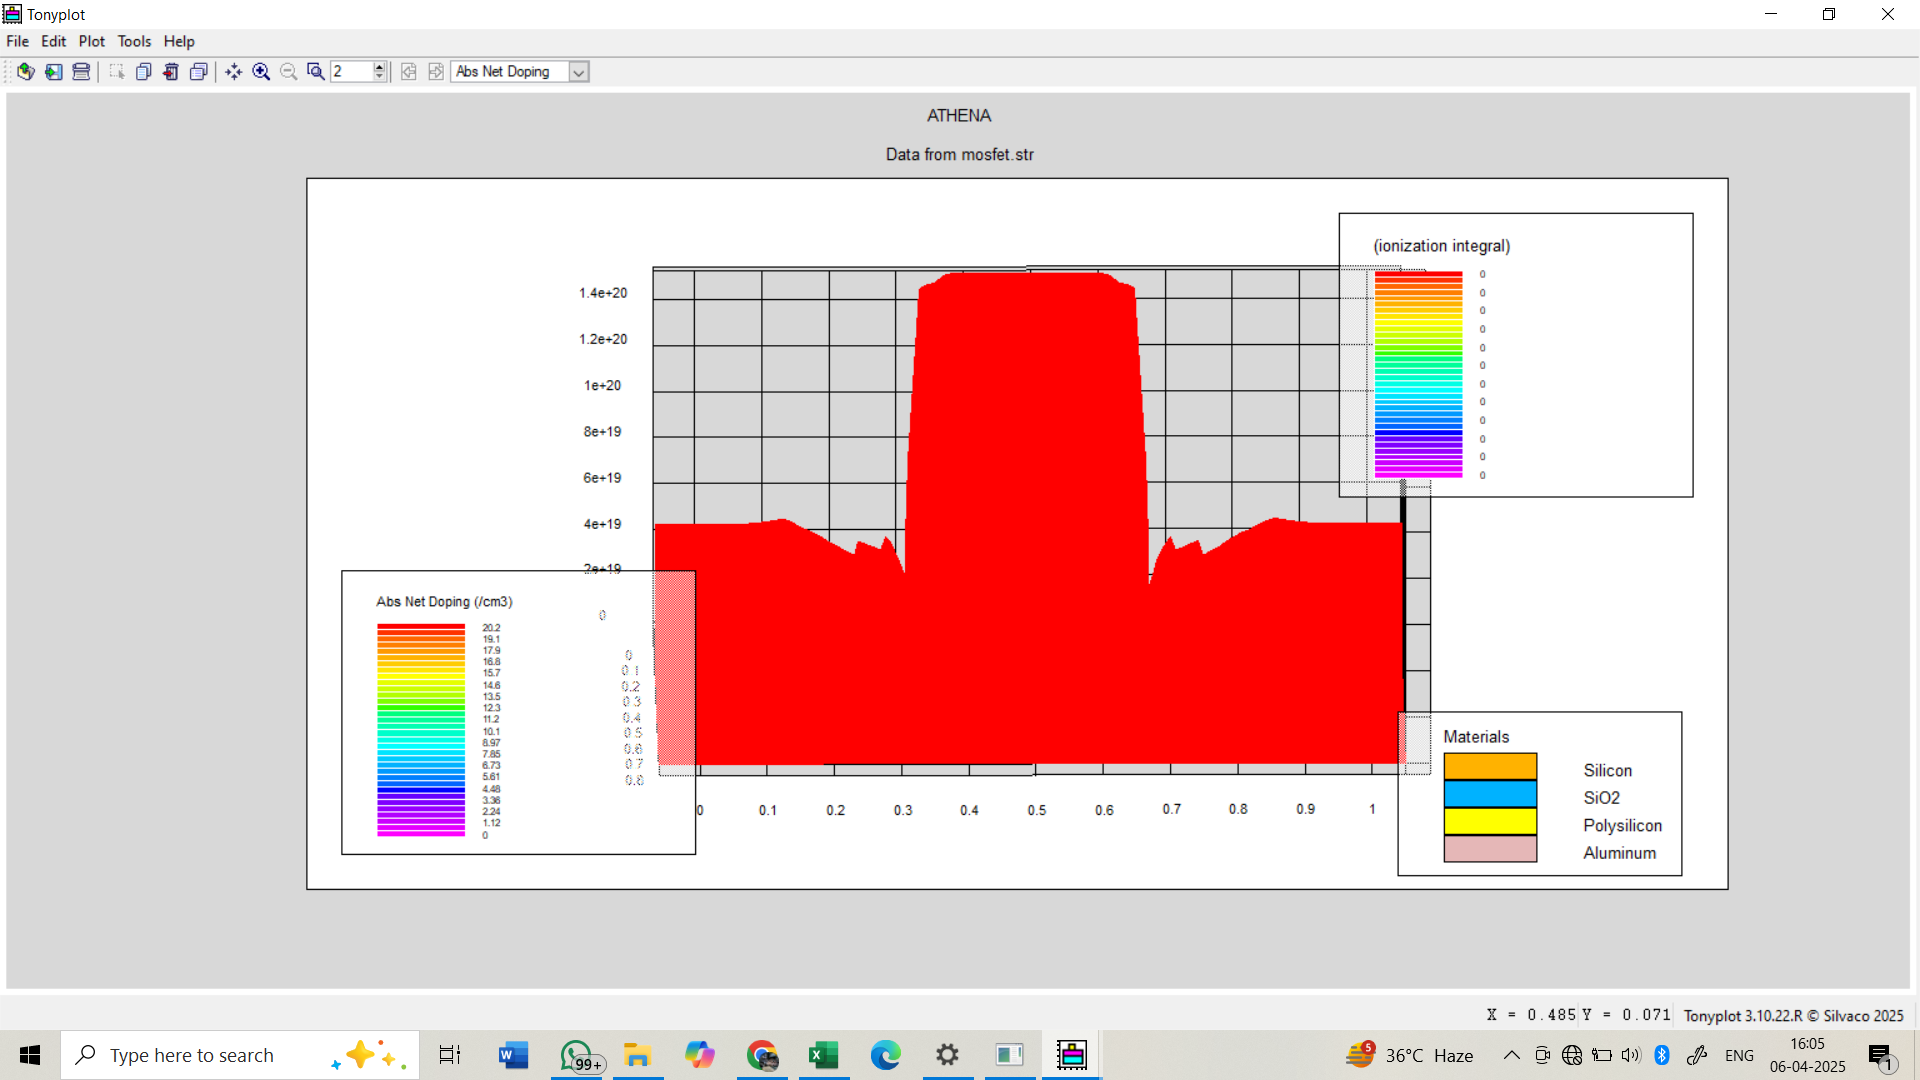 Tonyplot
File Edit Plot Tools Help
2 Abs Net Doping
ATHENA
Data from mosfet.str
(ionization integral)
0
0
0
0
0
0
0
0
0
0
0
0
1.4e+20
1.2e+20
1e+20
8e+19
6e+19
4e+19
2e+19
0
0
0.1
0.2
0.3
0.4
0.5
0.6
0.7
0.8
Abs Net Doping (/cm3)
20.2
19.1
17.9
16.8
15.7
14.6
13.5
12.3
11.2
10.1
8.97
7.85
6.73
5.61
4.48
3.36
2.24
1.12
0
0 0.1 0.2 0.3 0.4 0.5 0.6 0.7 0.8 0.9 1
Materials
Silicon
SiO2
Polysilicon
Aluminum
X = 0.485 Y = 0.071 Tonyplot 3.10.22.R © Silvaco 2025
Type here to search
W
99+
5
36°C Haze
ENG
16:05
06-04-2025
1